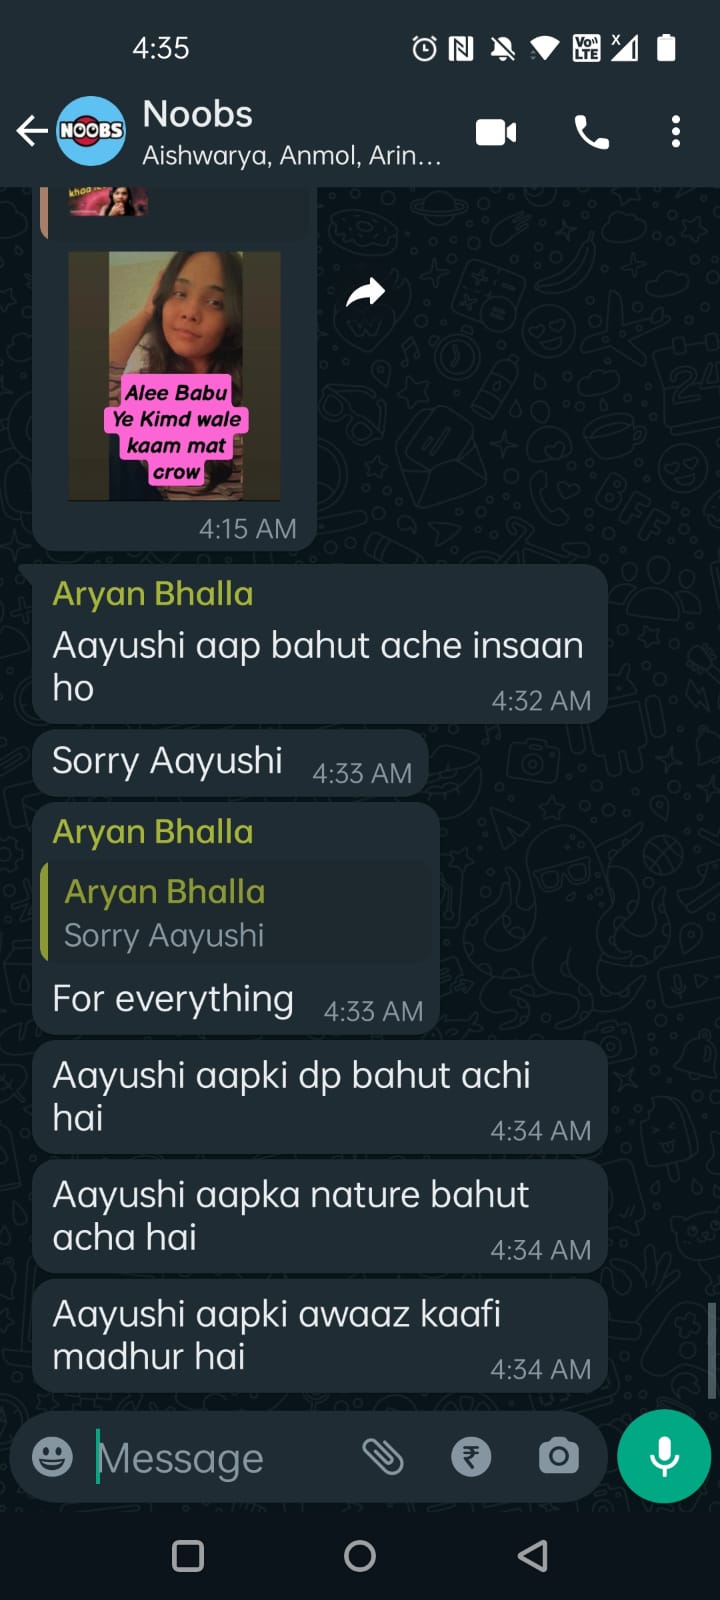 4:35
Vo)) LTE
X
NOOBS
Noobs
Aishwarya, Anmol, Arin...
Alee Babu
Ye Kimd wale
kaam mat
crow
4:15 AM
Aryan Bhalla
Aayushi aap bahut ache insaan
ho
4:32 AM
Sorry Aayushi
4:33 AM
Aryan Bhalla
Aryan Bhalla
Sorry Aayushi
For everything
4:33 AM
Aayushi aapki dp bahut achi
hai
4:34 AM
Aayushi aapka nature bahut
acha hai
4:34 AM
Aayushi aapki awaaz kaafi
madhur hai
4:34 AM
Message